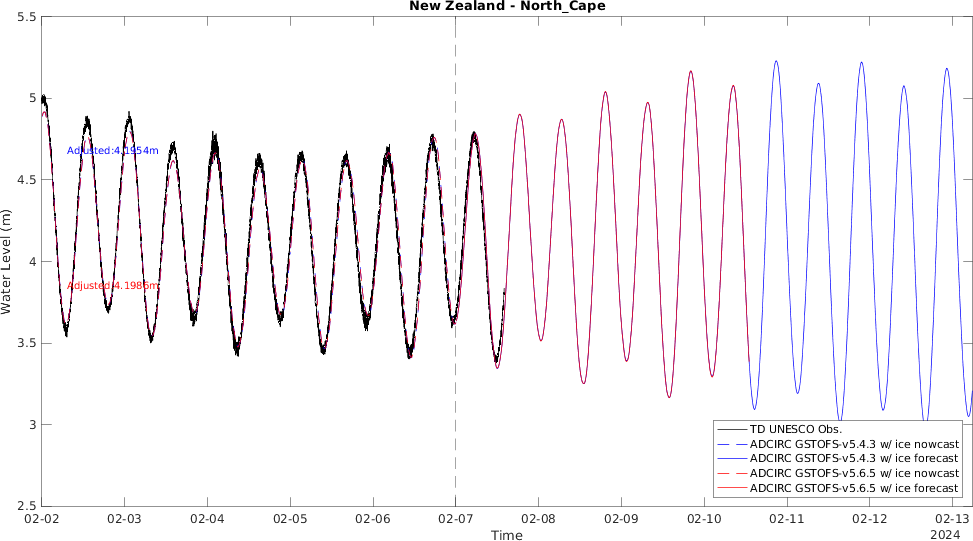 New Zealand - North_Cape
Water Level (m)
5.5
5
4.5
4
3.5
3
2.5
Adjusted:4.1954m
Adjusted:4.1986m
TD UNESCO Obs.
ADCIRC GSTOFS-v5.4.3 w/ ice nowcast
ADCIRC GSTOFS-v5.4.3 w/ ice forecast
ADCIRC GSTOFS-v5.6.5 w/ ice nowcast
ADCIRC GSTOFS-v5.6.5 w/ ice forecast
02-02 02-03 02-04 02-05 02-06 02-07 02-08 02-09 02-10 02-11 02-12 02-13
2024
Time